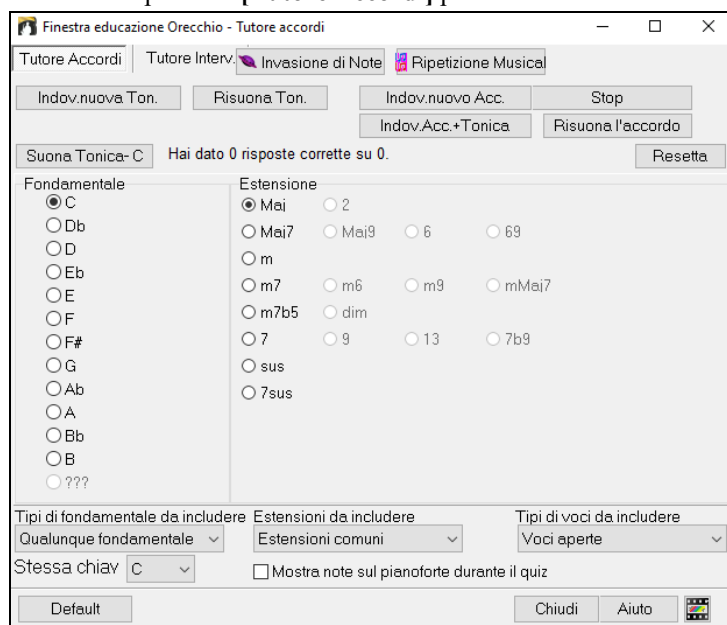 Finestra educazione Orecchio - Tutore accordi
Tutore Accordi Tutore Interv. Invasione di Note Ripetizione Musical
Indov.nuova Ton. Risuona Ton. Indov.nuovo Acc. Stop
Indov.Acc.+Tonica Risuona l'accordo
Suona Tonica- C Hai dato 0 risposte corrette su 0. Resetta
Fondamentale Estensione
C Maj 2
Db Maj7 Maj9 6 69
D m
Eb m7 m6 m9 mMaj7
E m7b5 dim
F 7 9 13 7b9
F# sus
G 7sus
Ab
A
Bb
B
???
Tipi di fondamentale da includere Estensioni da includere Tipi di voci da includere
Qualunque fondamentale Estensioni comuni Voci aperte
Stessa chiav C Mostra note sul pianoforte durante il quiz
Default Chiudi Aiuto